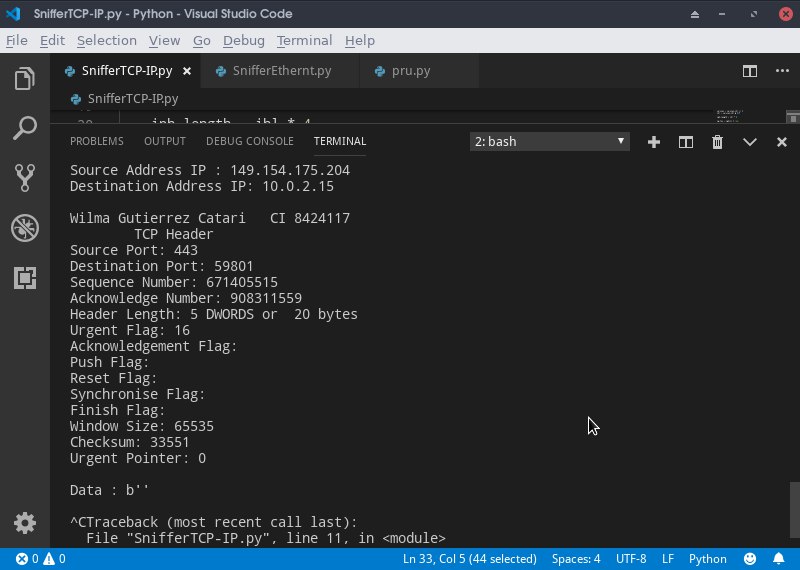 SnifferTCP-IP.py - Python - Visual Studio Code
File Edit Selection View Go Debug Terminal Help
SnifferTCP-IP.py SnifferEthernt.py pru.py
SnifferTCP-IP.py
PROBLEMS OUTPUT DEBUG CONSOLE TERMINAL 2: bash
Source Address IP : 149.154.175.204
Destination Address IP: 10.0.2.15
Wilma Gutierrez Catari CI 8424117
TCP Header
Source Port: 443
Destination Port: 59801
Sequence Number: 671405515
Acknowledge Number: 908311559
Header Length: 5 DWORDS or 20 bytes
Urgent Flag: 16
Acknowledgement Flag:
Push Flag:
Reset Flag:
Synchronise Flag:
Finish Flag:
Window Size: 65535
Checksum: 33551
Urgent Pointer: 0
Data : b''
^CTraceback (most recent call last):
File "SnifferTCP-IP.py", line 11, in <module>
0 0 Ln 33, Col 5 (44 selected) Spaces: 4 UTF-8 LF Python